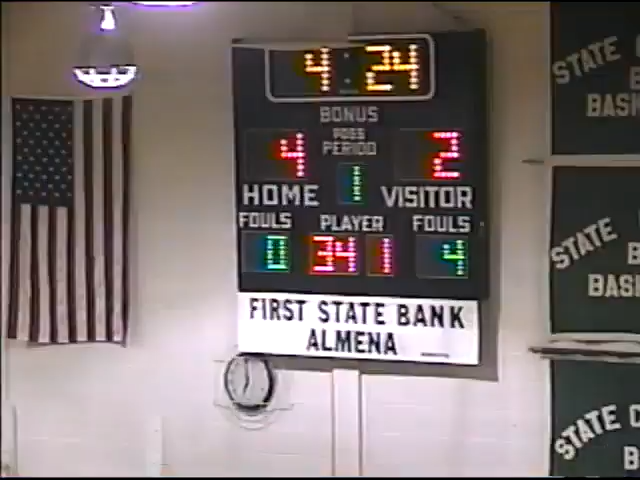 4:24
BONUS
POSS
4 PERIOD 2
HOME 1 VISITOR
FOULS PLAYER FOULS
0 34 1 4
FIRST STATE BANK
ALMENA
STATE
BASK
STATE
BASK
STATE C
B